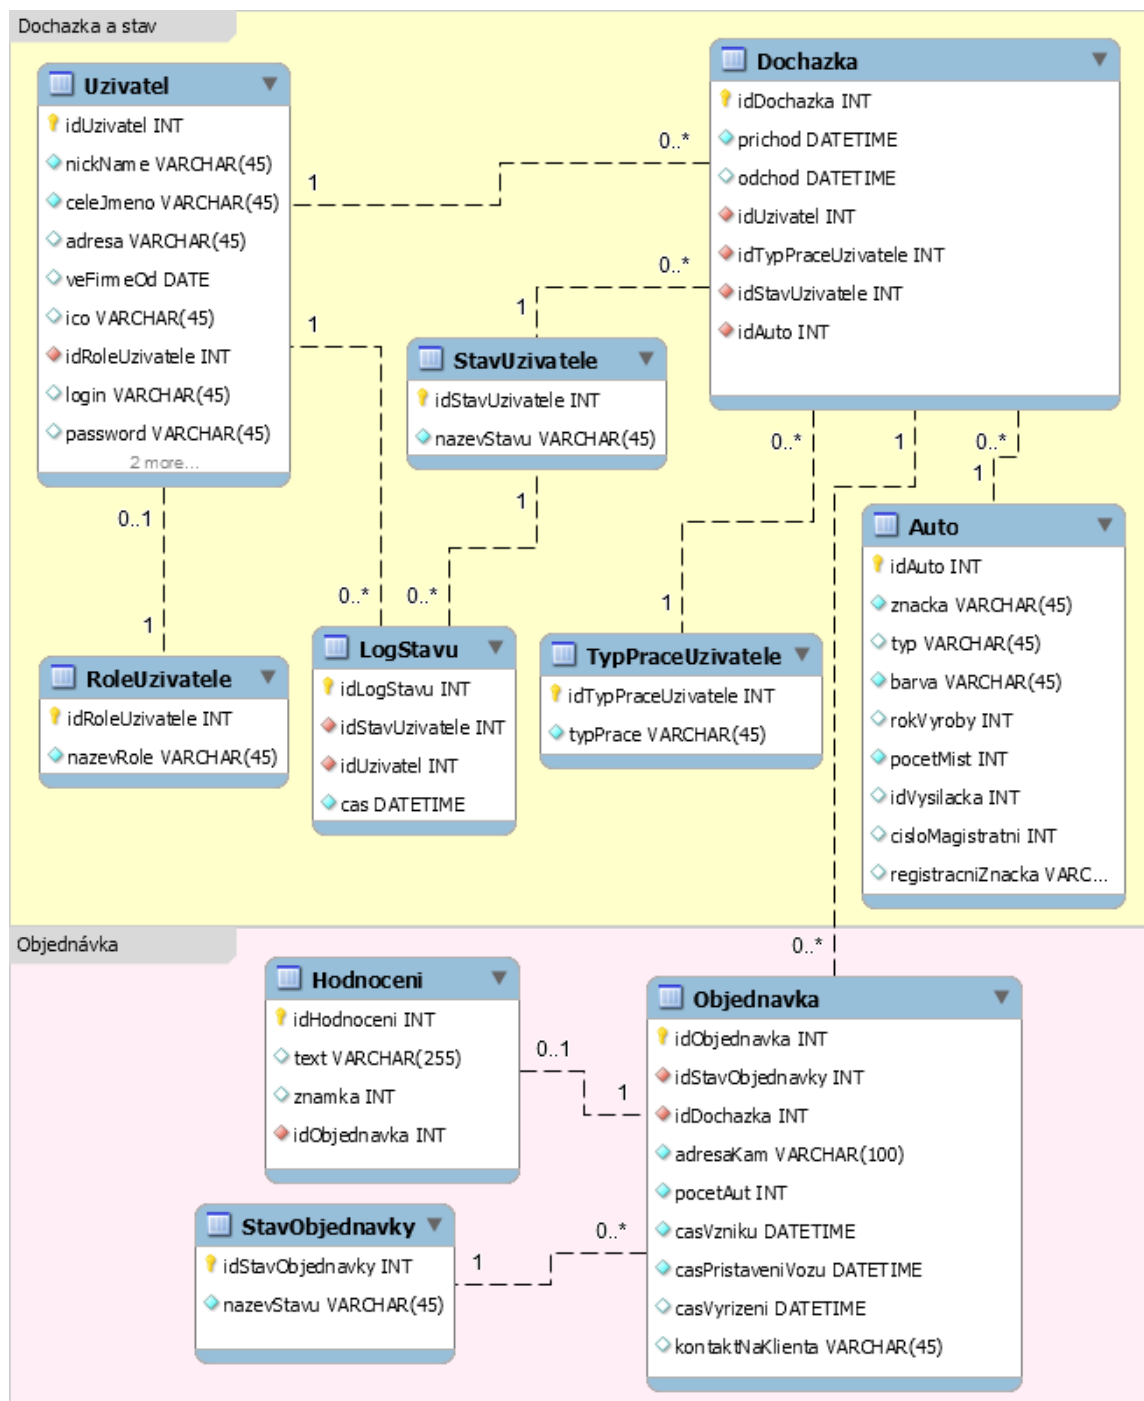 Dochazka a stav
Uzivatel
idUzivatel INT
nickName VARCHAR(45)
celeJmeno VARCHAR(45)
adresa VARCHAR(45)
veFirmeOd DATE
ico VARCHAR(45)
idRoleUzivatele INT
login VARCHAR(45)
password VARCHAR(45)
2 more...
Dochazka
idDochazka INT
prichod DATETIME
odchod DATETIME
idUzivatel INT
idTypPraceUzivatele INT
idStavUzivatele INT
idAuto INT
1
0..*
0..*
1
1
StavUzivatele
idStavUzivatele INT
nazevStavu VARCHAR(45)
0..*
1
0..*
1
0..1
1
1
0..*
0..*
1
RoleUzivatele
idRoleUzivatele INT
nazevRole VARCHAR(45)
LogStavu
idLogStavu INT
idStavUzivatele INT
idUzivatel INT
cas DATETIME
TypPraceUzivatele
idTypPraceUzivatele INT
typPrace VARCHAR(45)
Auto
idAuto INT
znacka VARCHAR(45)
typ VARCHAR(45)
barva VARCHAR(45)
rokVyroby INT
pocetMist INT
idVysilacka INT
cisloMagistratni INT
registracniZnacka VARC...
Objednávka
0..*
Hodnoceni
idHodnoceni INT
text VARCHAR(255)
znamka INT
idObjednavka INT
0..1
1
Objednavka
idObjednavka INT
idStavObjednavky INT
idDochazka INT
adresaKam VARCHAR(100)
pocetAut INT
casVzniku DATETIME
casPristaveniVozu DATETIME
casVyrizeni DATETIME
kontaktNaKlienta VARCHAR(45)
StavObjednavky
idStavObjednavky INT
nazevStavu VARCHAR(45)
1
0..*